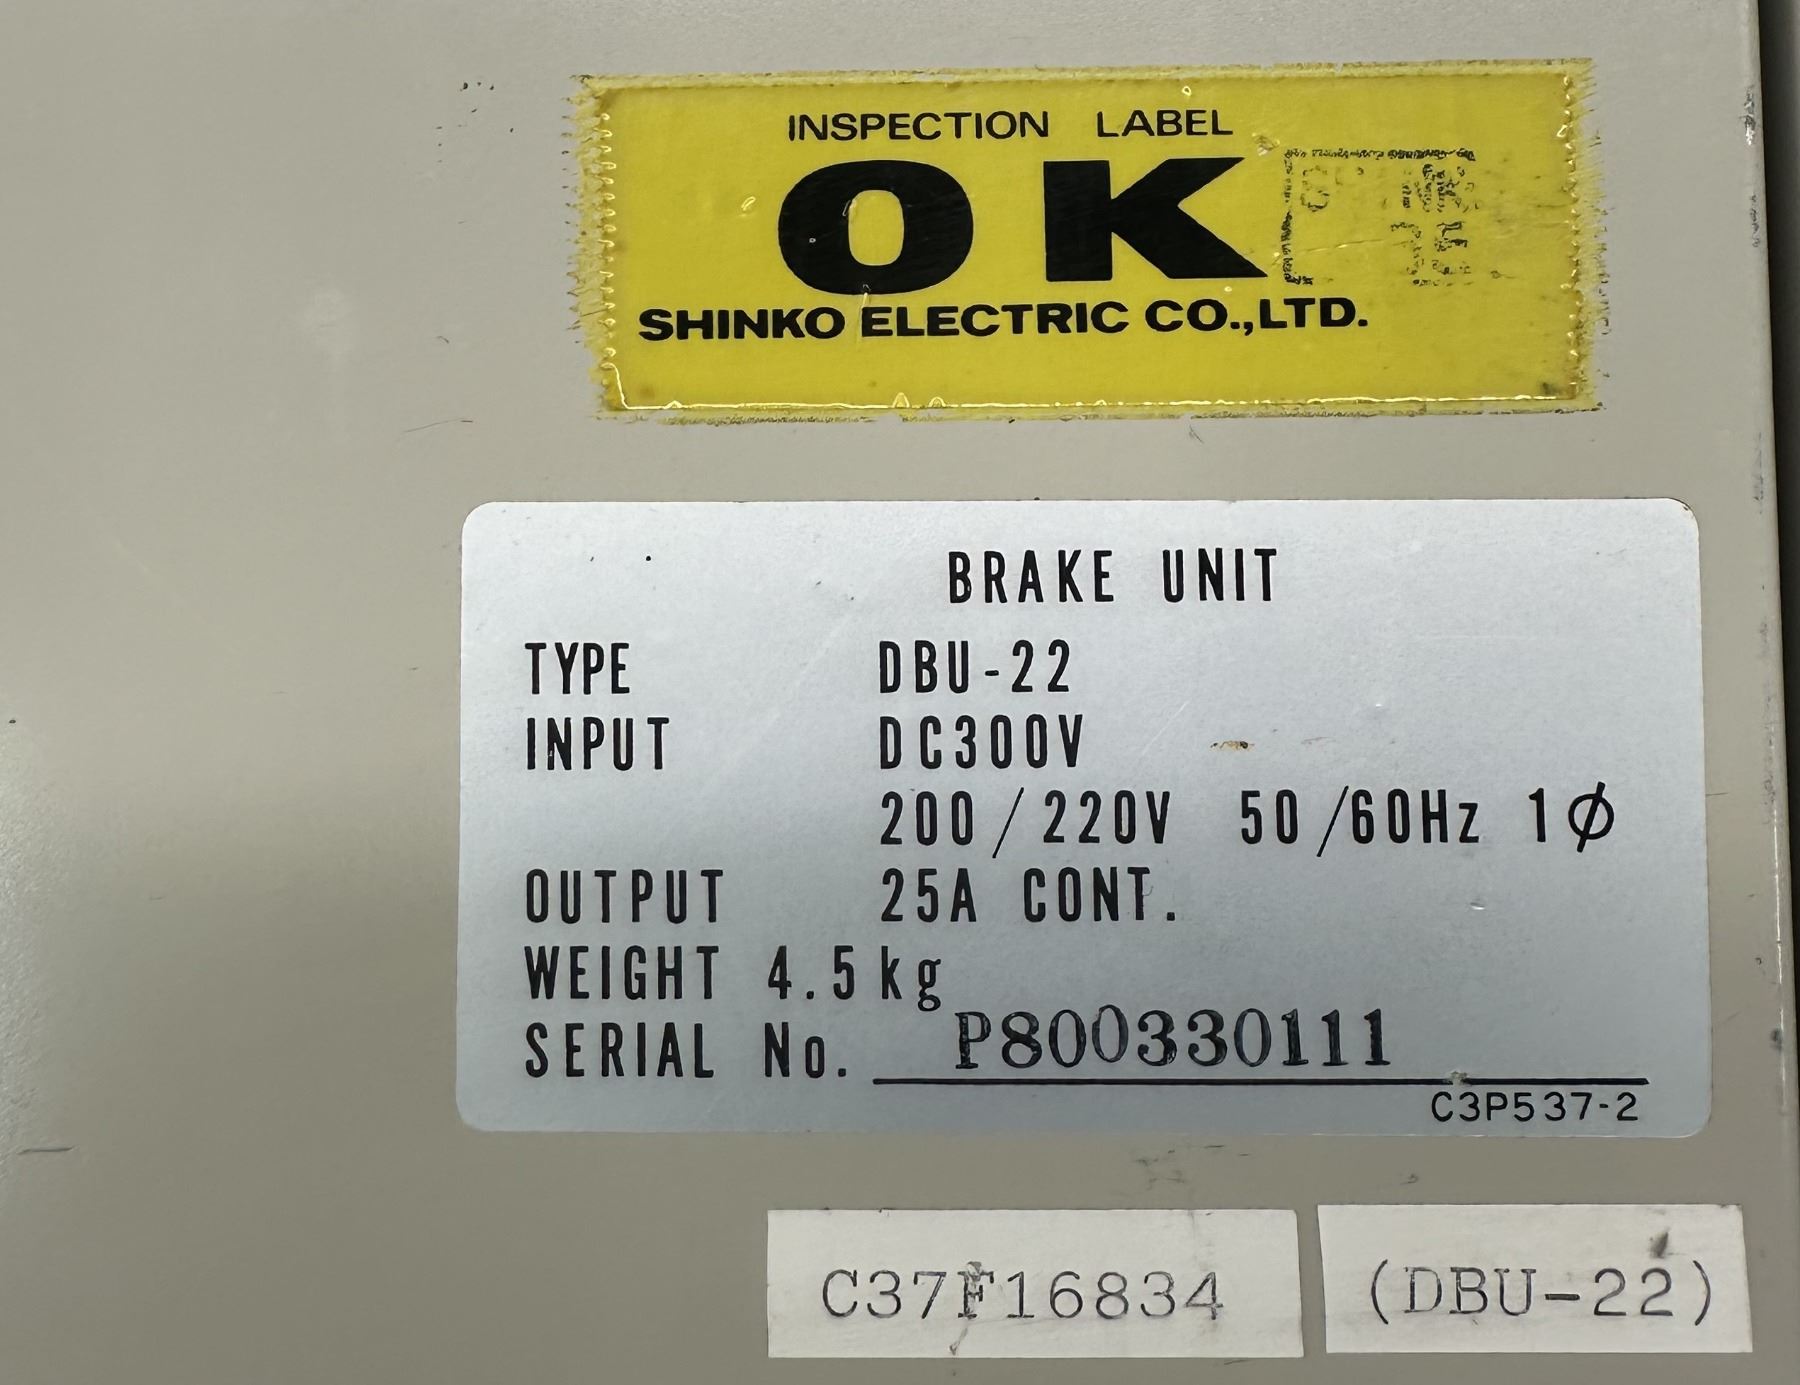 INSPECTION LABEL
OK
SHINKO ELECTRIC CO.,LTD.
BRAKE UNIT
TYPE DBU-22
INPUT DC300V
200/220V 50/60Hz 1Ø
OUTPUT 25A CONT.
WEIGHT 4.5kg
SERIAL No. P800330111
C3P537-2
C37F16834 (DBU-22)